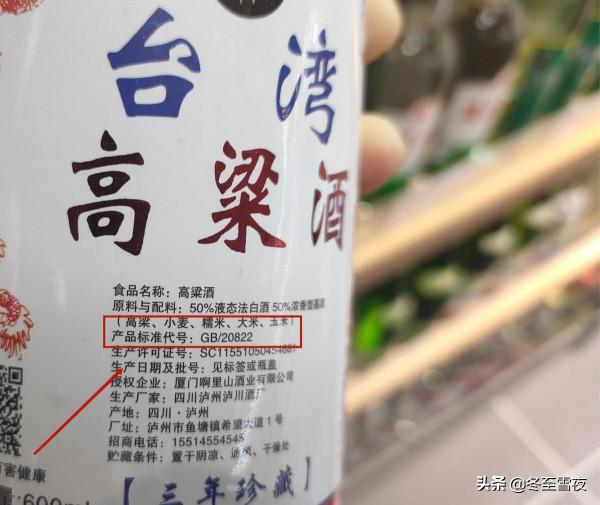 台湾
高粱酒
食品名称：高粱酒
原料与配料：50%液态法白酒 50%浓香型
（高粱、小麦、糯米、大米、玉米）
产品标准代号：GB/20822
生产许可证号：SC11551050454
生产日期及批号：见标签或瓶盖
授权企业：厦门啊里山酒业有限公司
生产厂家：四川泸州泸川酒厂
产地：四川·泸州
厂址：泸州市鱼塘镇希望大道1号
招商电话：15514554545
贮藏条件：置于阴凉、通风、干燥处
害健康
量:600ml
【三年珍藏】
头条 @冬至雪夜